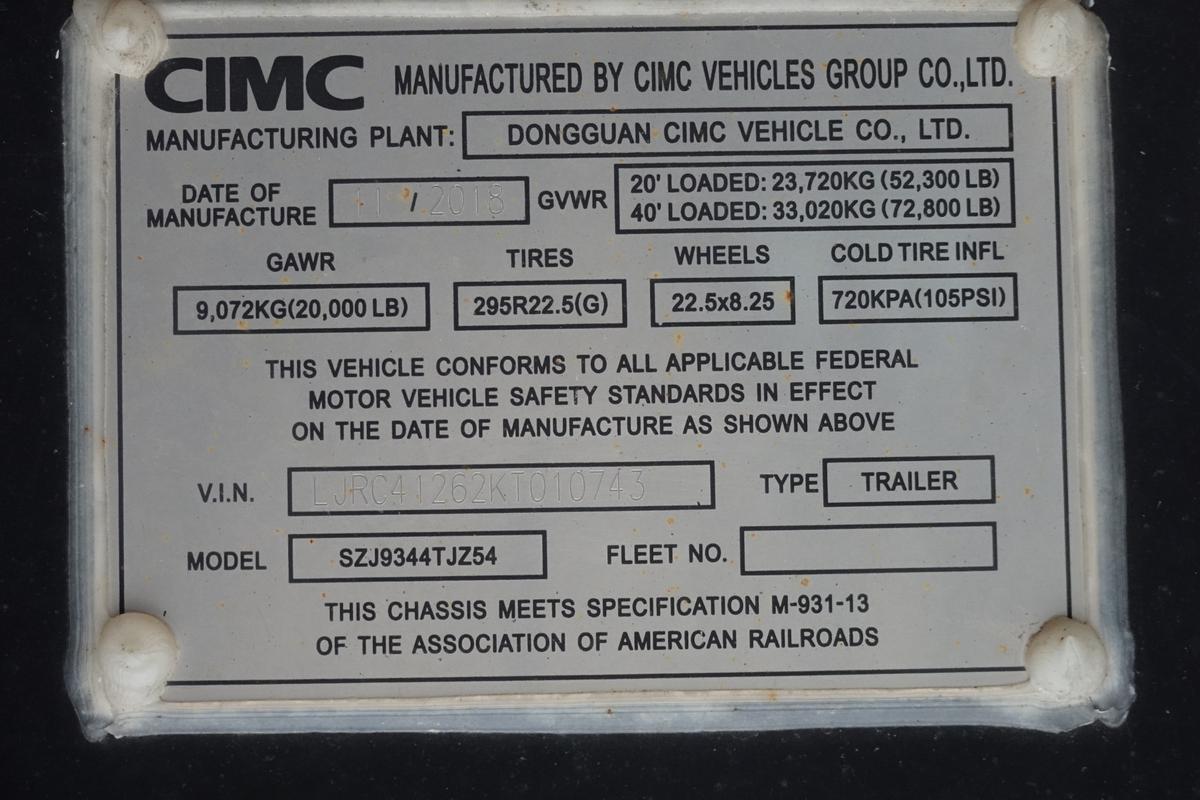 CIMC MANUFACTURED BY CIMC VEHICLES GROUP CO.,LTD.
MANUFACTURING PLANT: DONGGUAN CIMC VEHICLE CO., LTD.
DATE OF MANUFACTURE 11 / 2018 GVWR 20' LOADED: 23,720KG (52,300 LB)
40' LOADED: 33,020KG (72,800 LB)
GAWR TIRES WHEELS COLD TIRE INFL
9,072KG(20,000 LB) 295R22.5(G) 22.5x8.25 720KPA(105PSI)
THIS VEHICLE CONFORMS TO ALL APPLICABLE FEDERAL
MOTOR VEHICLE SAFETY STANDARDS IN EFFECT
ON THE DATE OF MANUFACTURE AS SHOWN ABOVE
V.I.N. LJRC41262KT010743 TYPE TRAILER
MODEL SZJ9344TJZ54 FLEET NO.
THIS CHASSIS MEETS SPECIFICATION M-931-13
OF THE ASSOCIATION OF AMERICAN RAILROADS